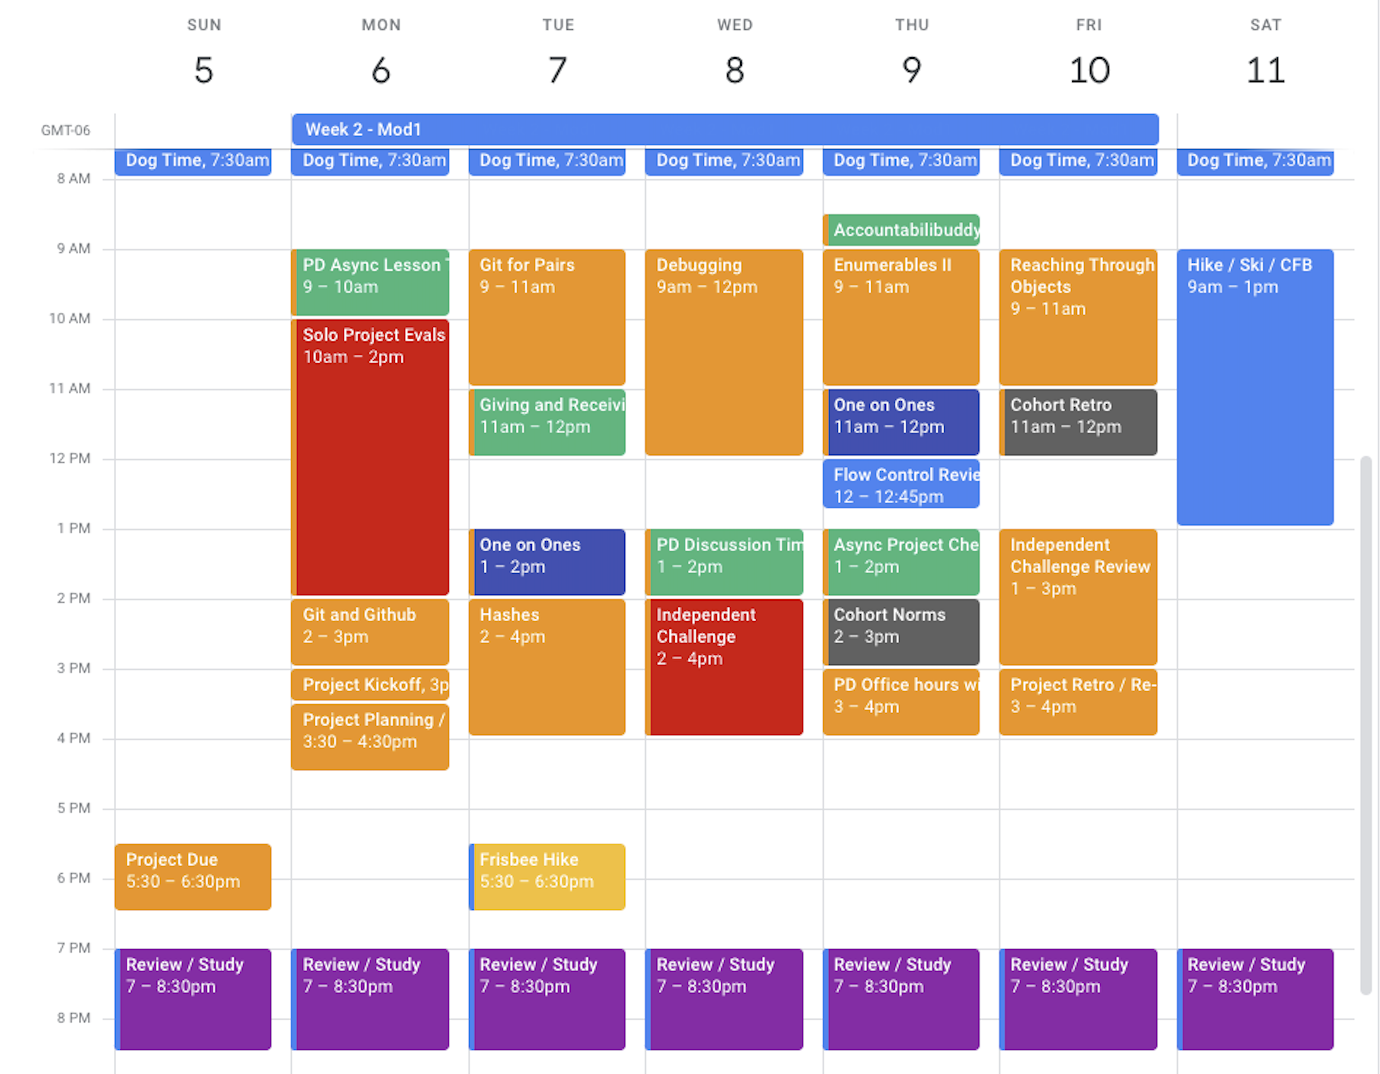 SUN
MON
TUE
WED
THU
FRI
SAT
5
6
7
8
9
10
11
GMT-06
Week 2 - Mod1
8 AM
9 AM
10 AM
11 AM
12 PM
1 PM
2 PM
3 PM
4 PM
5 PM
6 PM
7 PM
8 PM
Dog Time, 7:30am
Project Due
5:30 – 6:30pm
Review / Study
7 – 8:30pm
Dog Time, 7:30am
PD Async Lesson
9 – 10am
Solo Project Evals
10am – 2pm
Git and Github
2 – 3pm
Project Kickoff, 3p
Project Planning /
3:30 – 4:30pm
Review / Study
7 – 8:30pm
Dog Time, 7:30am
Git for Pairs
9 – 11am
Giving and Receivi
11am – 12pm
One on Ones
1 – 2pm
Hashes
2 – 4pm
Frisbee Hike
5:30 – 6:30pm
Review / Study
7 – 8:30pm
Dog Time, 7:30am
Debugging
9am – 12pm
PD Discussion Tim
1 – 2pm
Independent
Challenge
2 – 4pm
Review / Study
7 – 8:30pm
Dog Time, 7:30am
Accountabilibuddy
Enumerables II
9 – 11am
One on Ones
11am – 12pm
Flow Control Revie
12 – 12:45pm
Async Project Che
1 – 2pm
Cohort Norms
2 – 3pm
PD Office hours wi
3 – 4pm
Review / Study
7 – 8:30pm
Dog Time, 7:30am
Reaching Through
Objects
9 – 11am
Cohort Retro
11am – 12pm
Independent
Challenge Review
1 – 3pm
Project Retro / Re-
3 – 4pm
Review / Study
7 – 8:30pm
Dog Time, 7:30am
Hike / Ski / CFB
9am – 1pm
Review / Study
7 – 8:30pm